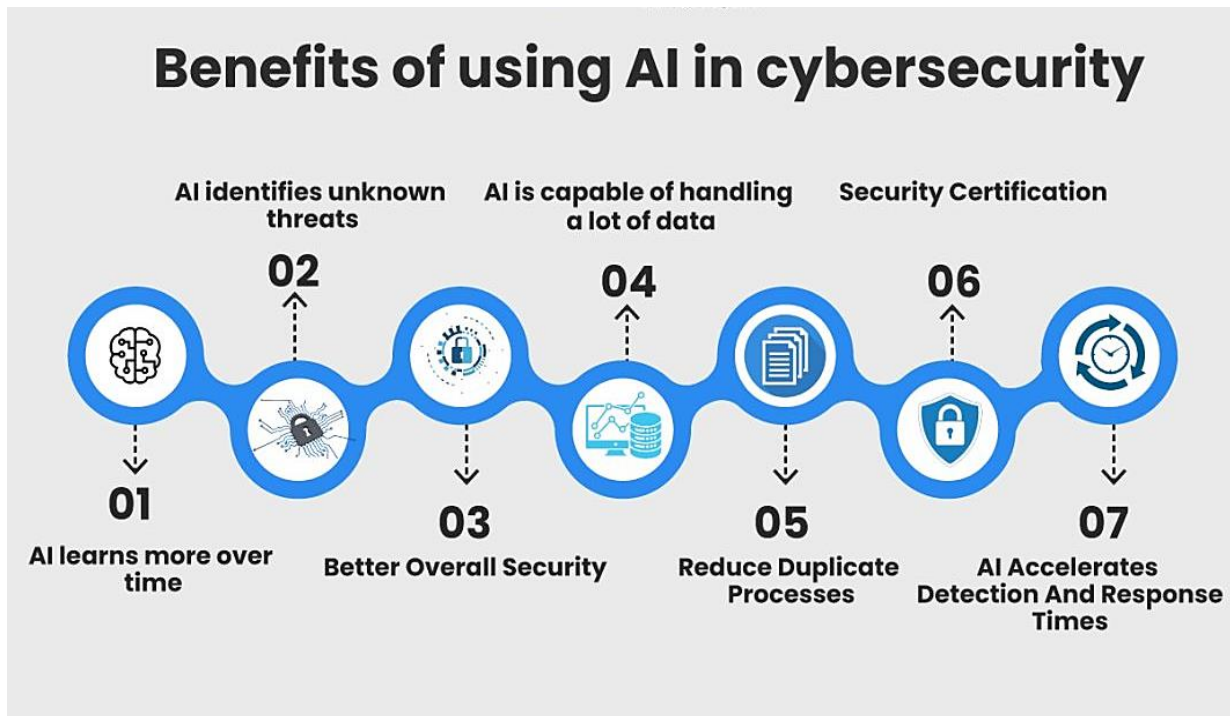 Benefits of using AI in cybersecurity
01
AI learns more over
time
AI identifies unknown
threats
02
03
Better Overall Security
AI is capable of handling
a lot of data
04
05
Reduce Duplicate
Processes
Security Certification
06
07
AI Accelerates
Detection And Response
Times